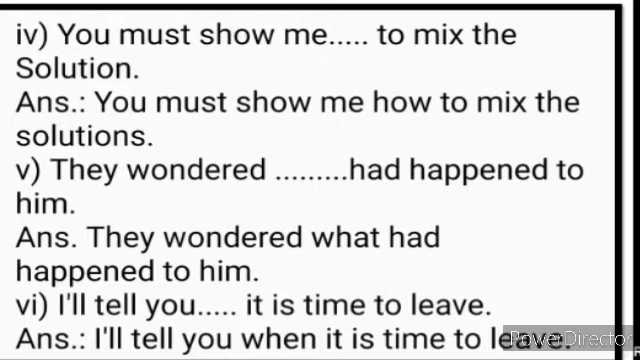 iv) You must show me..... to mix the
Solution.
Ans.: You must show me how to mix the
solutions.
v) They wondered .........had happened to
him.
Ans. They wondered what had
happened to him.
vi) I'll tell you..... it is time to leave.
Ans.: I'll tell you when it is time to leave.
PowerDirector